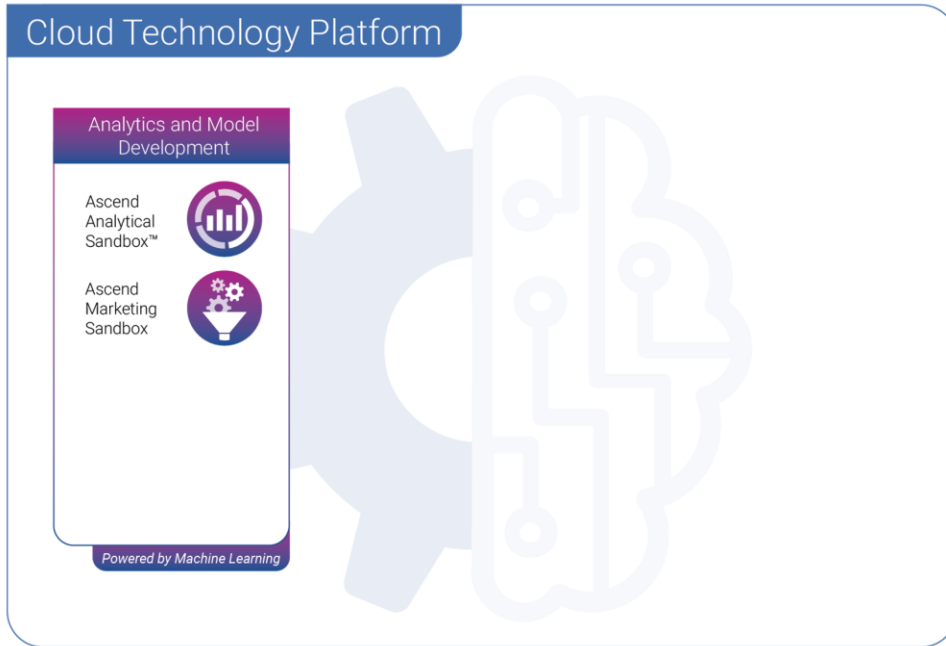 Cloud Technology Platform
Analytics and Model
Development
Ascend
Analytical
Sandbox™
Ascend
Marketing
Sandbox
Powered by Machine Learning